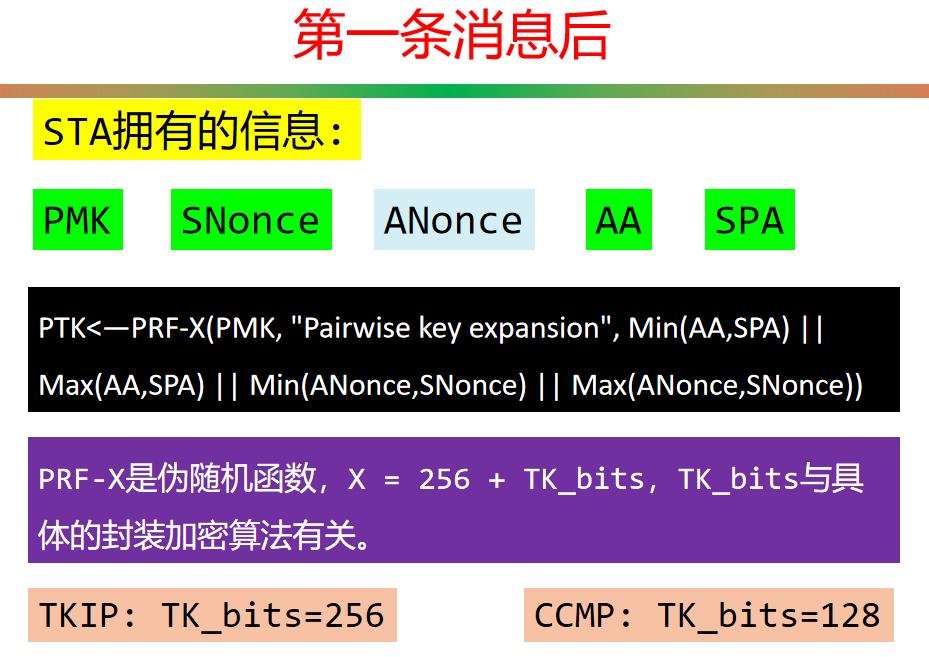 第一条消息后
STA拥有的信息:
PMK SNonce ANonce AA SPA
PTK<—PRF-X(PMK, "Pairwise key expansion", Min(AA,SPA) ||
Max(AA,SPA) || Min(ANonce,SNonce) || Max(ANonce,SNonce))
PRF-X是伪随机函数，X = 256 + TK_bits，TK_bits与具
体的封装加密算法有关。
TKIP: TK_bits=256 CCMP: TK_bits=128